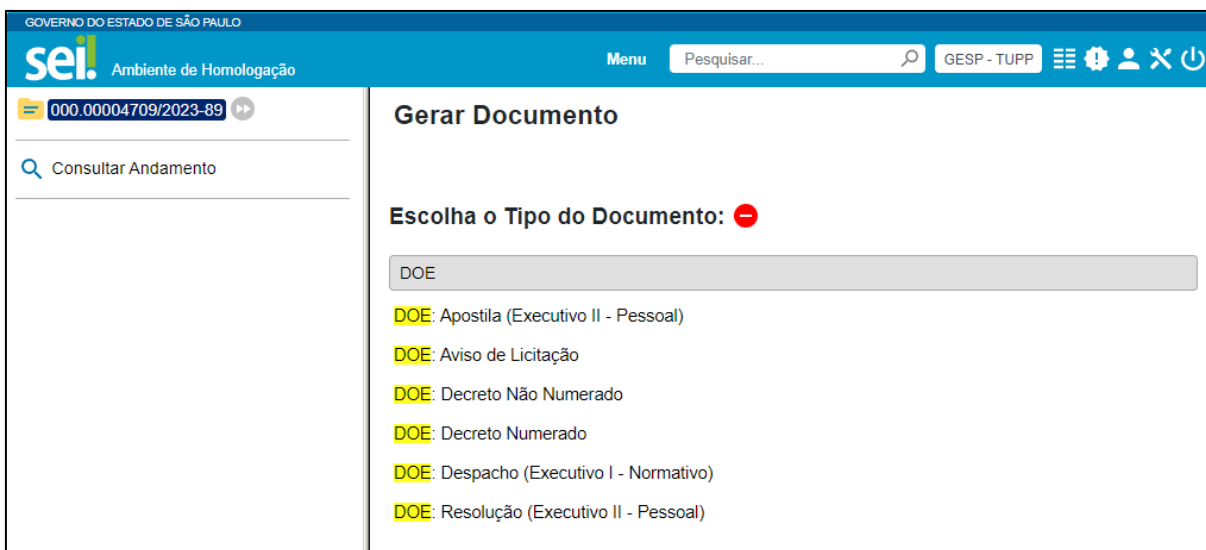 GOVERNO DO ESTADO DE SÃO PAULO
sei! Ambiente de Homologação
Menu
Pesquisar...
GESP - TUPP
000.00004709/2023-89
Consultar Andamento
Gerar Documento
Escolha o Tipo do Documento:
DOE
DOE: Apostila (Executivo II - Pessoal)
DOE: Aviso de Licitação
DOE: Decreto Não Numerado
DOE: Decreto Numerado
DOE: Despacho (Executivo I - Normativo)
DOE: Resolução (Executivo II - Pessoal)